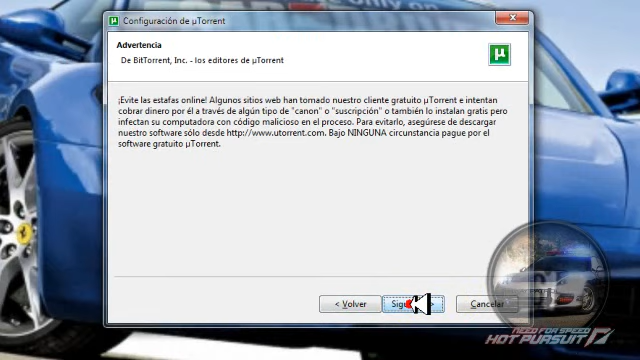 Configuración de µTorrent
Advertencia
De BitTorrent, Inc. - los editores de µTorrent
¡Evite las estafas online! Algunos sitios web han tomado nuestro cliente gratuito µTorrent e intentan
cobrar dinero por él a través de algún tipo de "canon" o "suscripción" o también lo instalan gratis pero
infectan su computadora con código malicioso en el proceso. Para evitarlo, asegúrese de descargar
nuestro software sólo desde http://www.utorrent.com. Bajo NINGUNA circunstancia pague por el
software gratuito µTorrent.
< Volver
Cancelar
NEED FOR SPEED
HOT PURSUIT